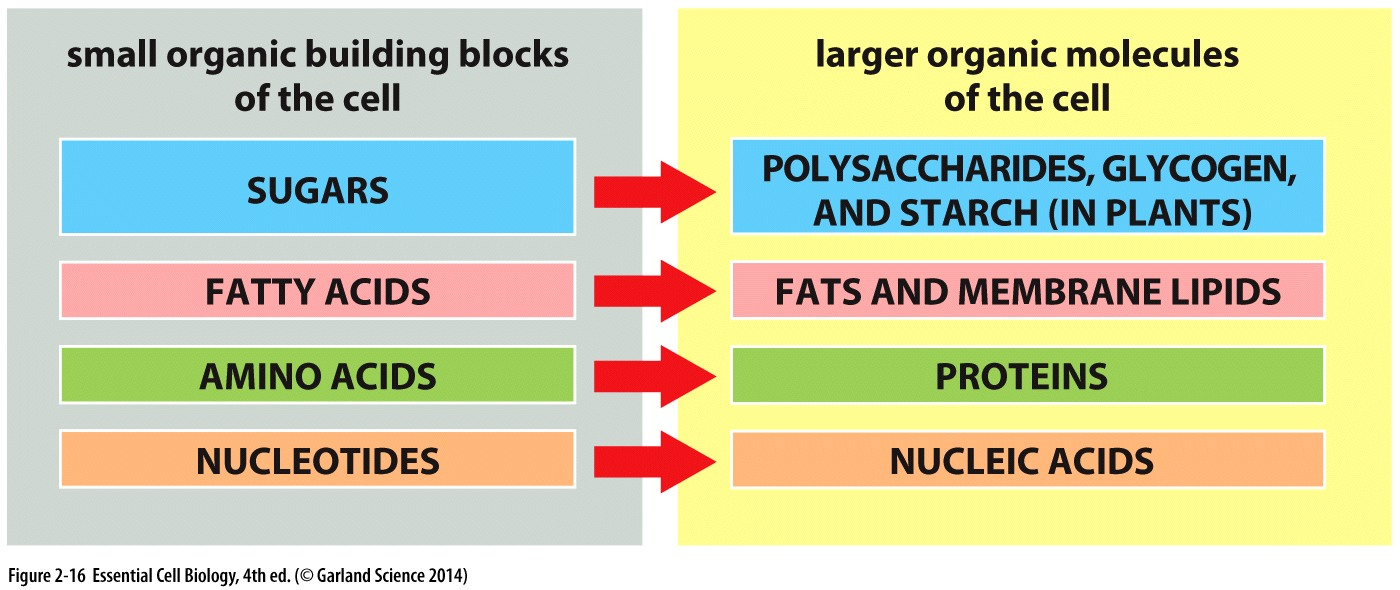 small organic building blocks
of the cell
larger organic molecules
of the cell
SUGARS
POLYSACCHARIDES, GLYCOGEN,
AND STARCH (IN PLANTS)
FATTY ACIDS
FATS AND MEMBRANE LIPIDS
AMINO ACIDS
PROTEINS
NUCLEOTIDES
NUCLEIC ACIDS
Figure 2-16 Essential Cell Biology, 4th ed. (© Garland Science 2014)